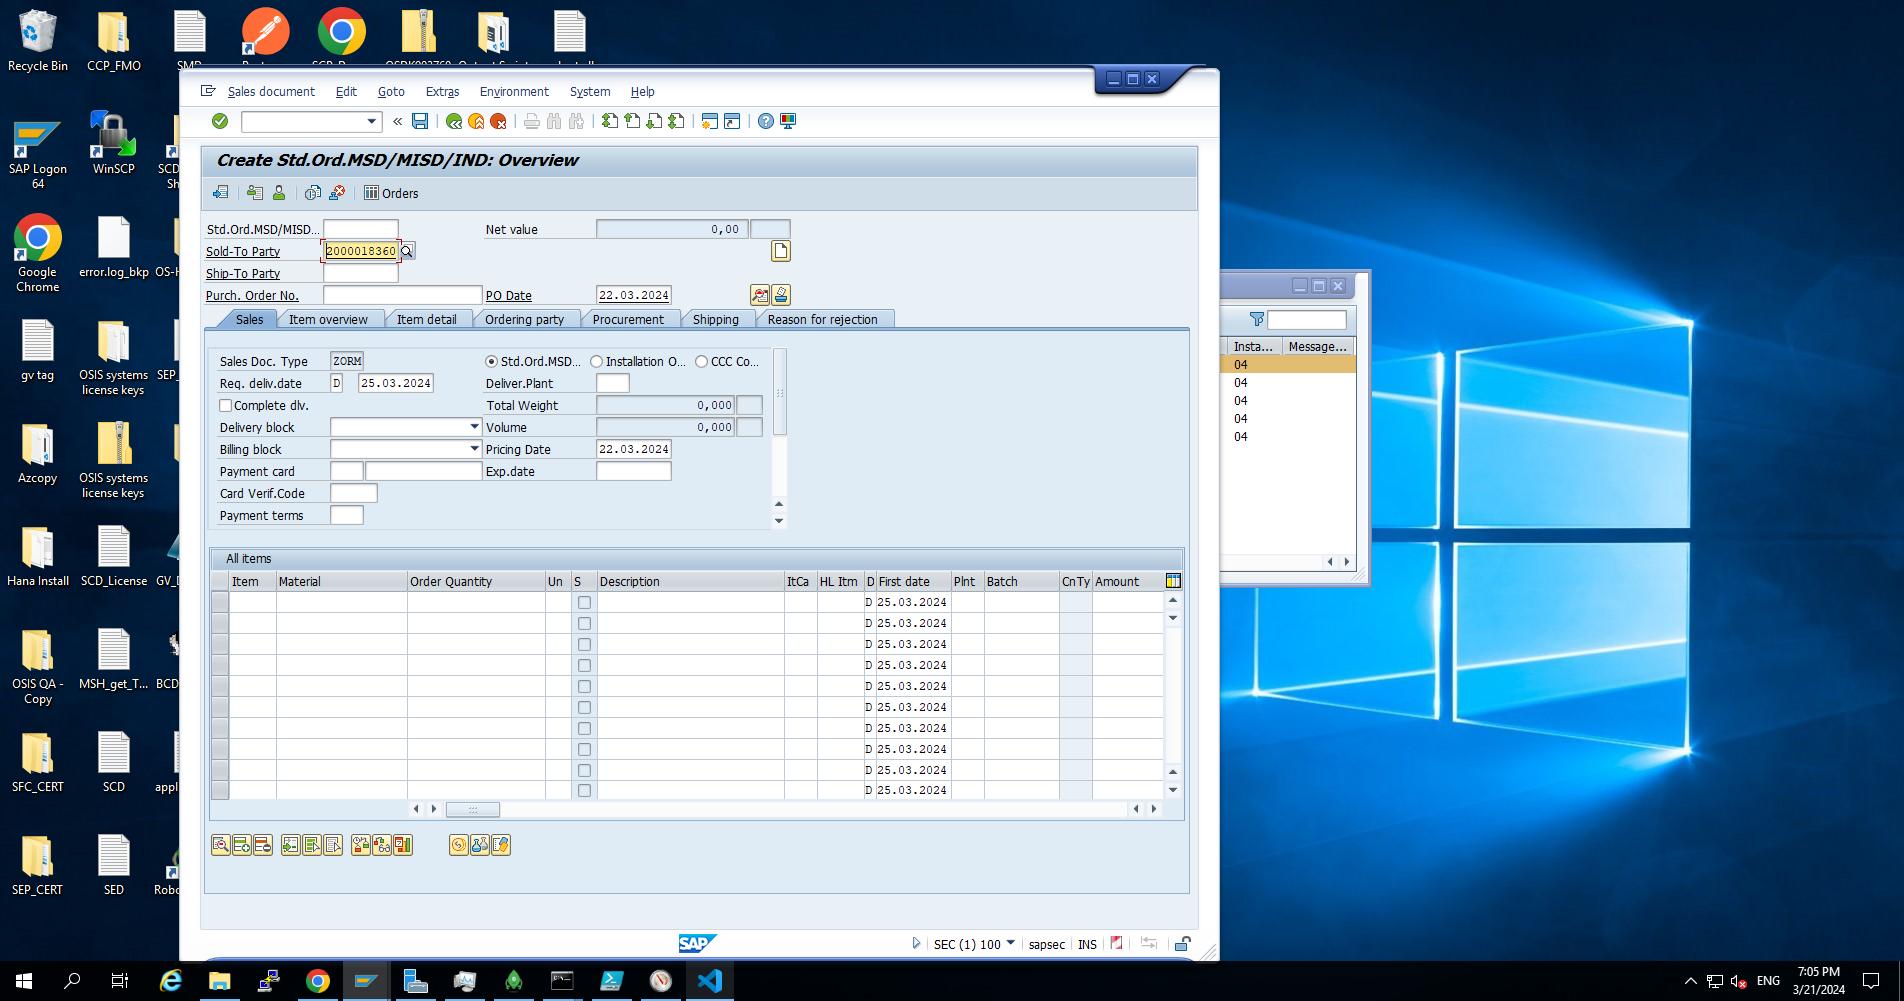 Recycle Bin
CCP_FMO
SAP Logon 64
WinSCP
Google Chrome
error.log_bkp
OS-H
gv tag
OSIS systems license keys
SEP_
Azcopy
OSIS systems license keys
Hana Install
SCD_License
GV_D
OSIS QA - Copy
MSH_get_T...
BCD
SFC_CERT
SCD
appl
SEP_CERT
SED
Robo
Sales document Edit Goto Extras Environment System Help
Create Std.Ord.MSD/MISD/IND: Overview
Orders
Std.Ord.MSD/MISD... Net value 0,00
Sold-To Party 2000018360
Ship-To Party
Purch. Order No. PO Date 22.03.2024
Sales Item overview Item detail Ordering party Procurement Shipping Reason for rejection
Sales Doc. Type ZORM Std.Ord.MSD... Installation O... CCC Co...
Req. deliv.date D 25.03.2024 Deliver.Plant
Complete dlv. Total Weight 0,000
Delivery block Volume 0,000
Billing block Pricing Date 22.03.2024
Payment card Exp.date
Card Verif.Code
Payment terms
All items
Item Material Order Quantity Un S Description ItCa HL Itm D First date Plnt Batch CnTy Amount
D 25.03.2024
D 25.03.2024
D 25.03.2024
D 25.03.2024
D 25.03.2024
D 25.03.2024
D 25.03.2024
D 25.03.2024
D 25.03.2024
D 25.03.2024
Insta... Message...
04
04
04
04
04
SAP
SEC (1) 100 sapsec INS
ENG
7:05 PM
3/21/2024